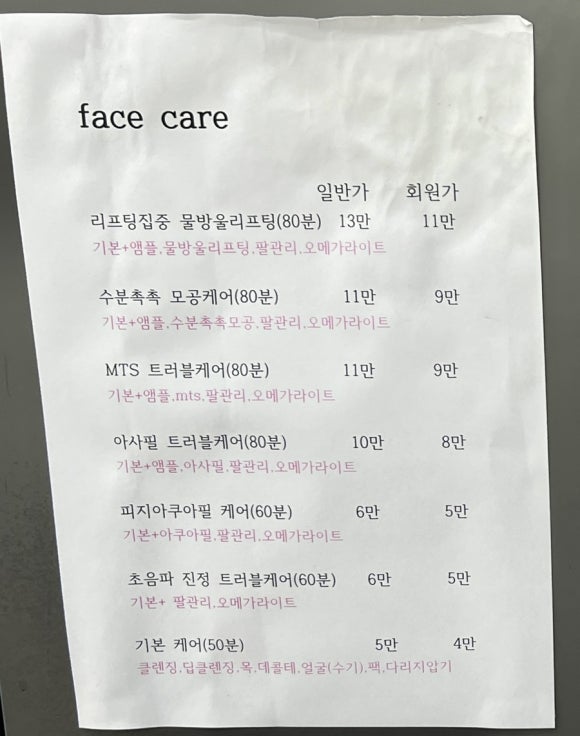 face care
일반가 회원가
리프팅집중 물방울리프팅(80분) 13만 11만
기본+앰플,물방울리프팅,팔관리,오메가라이트
수분촉촉 모공케어(80분) 11만 9만
기본+앰플,수분촉촉모공,팔관리,오메가라이트
MTS 트러블케어(80분) 11만 9만
기본+앰플,mts,팔관리,오메가라이트
아사필 트러블케어(80분) 10만 8만
기본+앰플,아사필,팔관리,오메가라이트
피지아쿠아필 케어(60분) 6만 5만
기본+아쿠아필,팔관리,오메가라이트
초음파 진정 트러블케어(60분) 6만 5만
기본+ 팔관리,오메가라이트
기본 케어(50분) 5만 4만
클렌징,딥클렌징,목,데콜테,얼굴(수기),팩,다리지압기